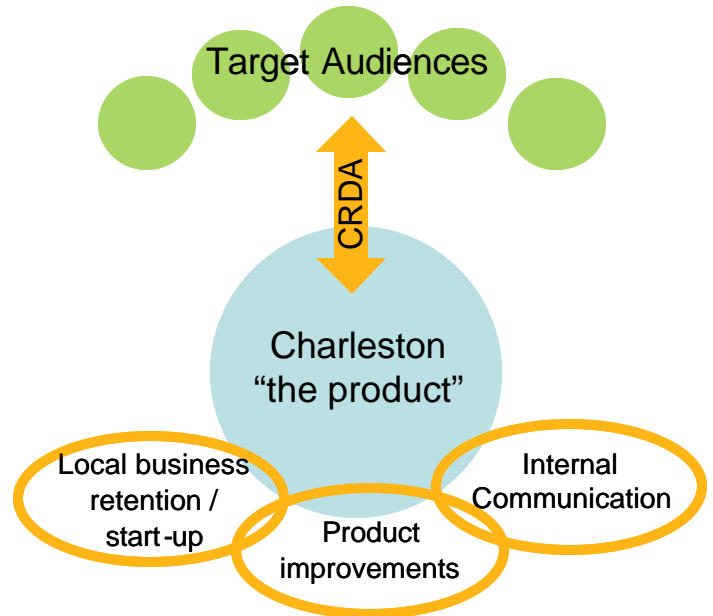 Target Audiences
CRDA
Charleston
“the product”
Local business
retention /
start-up
Product
improvements
Internal
Communication